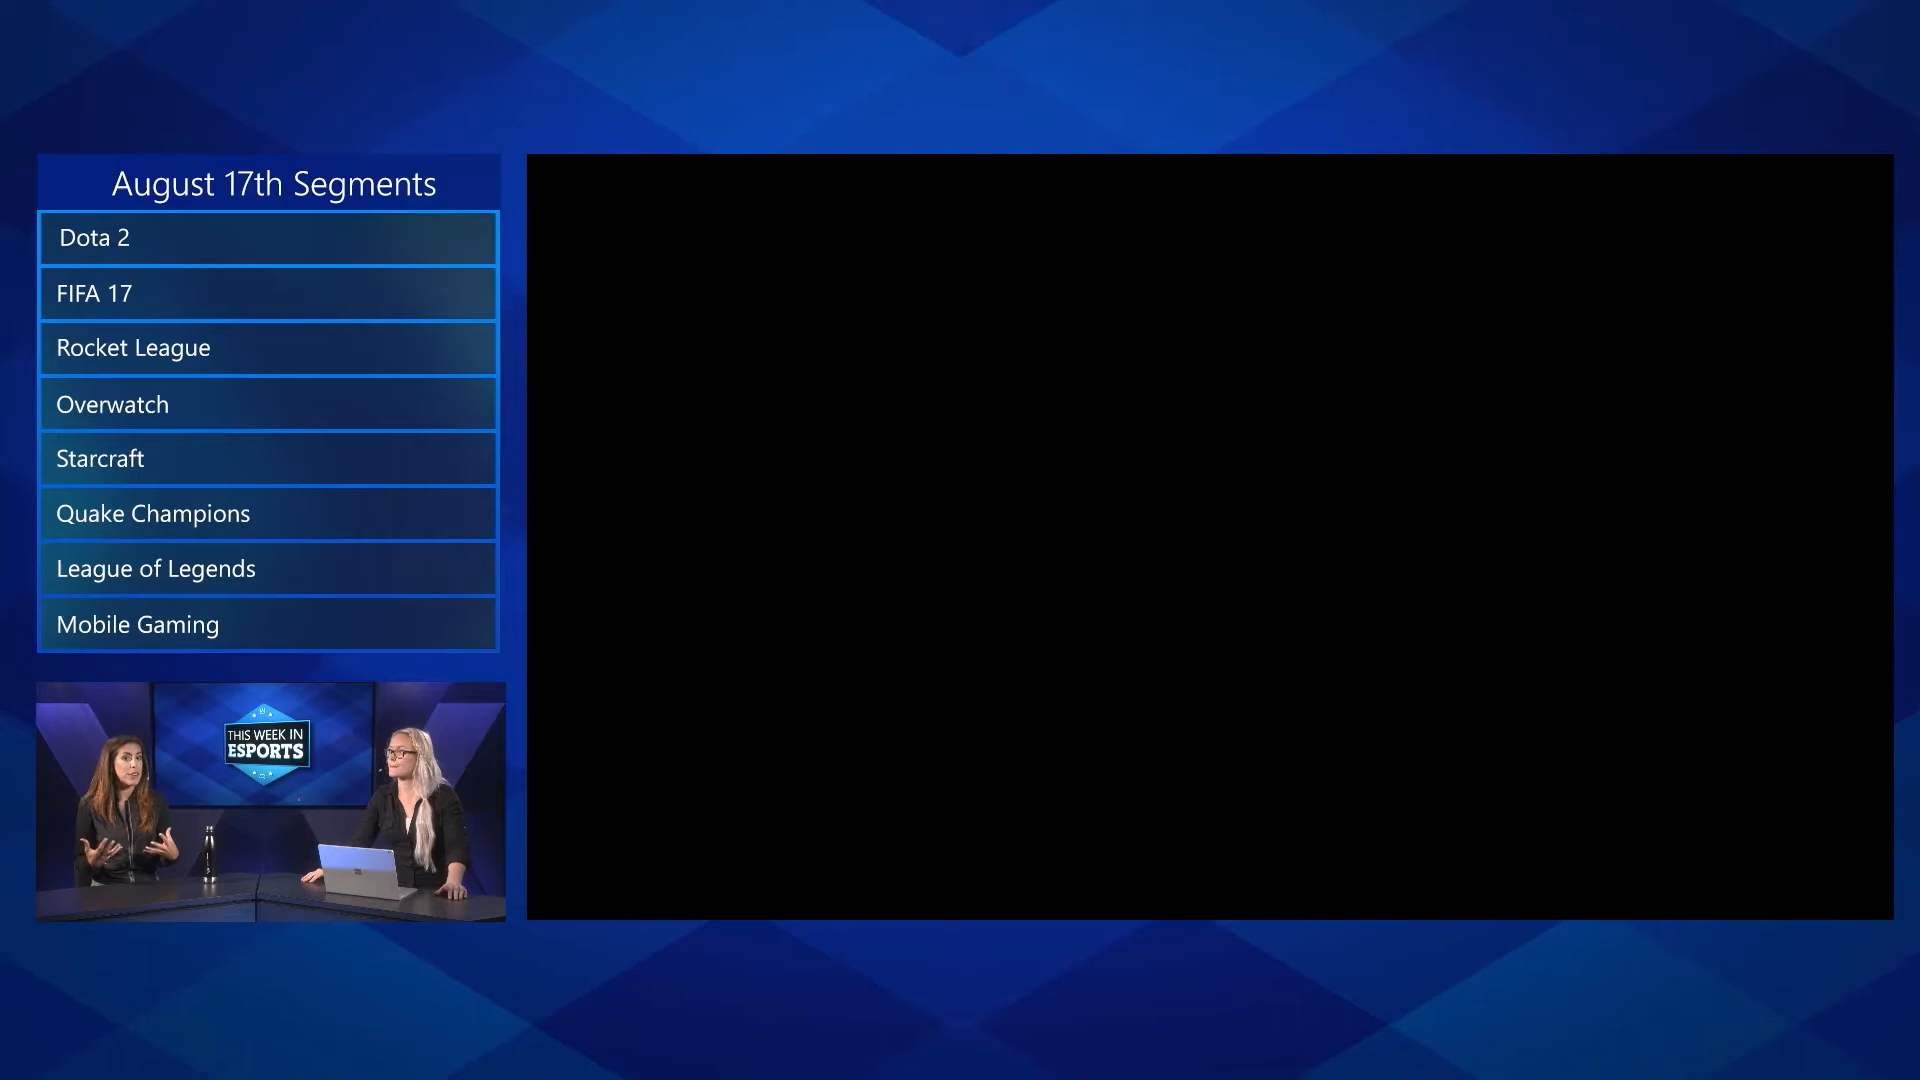 August 17th Segments
Dota 2
FIFA 17
Rocket League
Overwatch
Starcraft
Quake Champions
League of Legends
Mobile Gaming
THIS WEEK IN
ESPORTS